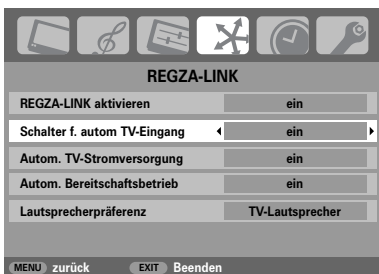 REGZA-LINK
REGZA-LINK aktivieren ein
Schalter f. autom TV-Eingang ein
Autom. TV-Stromversorgung ein
Autom. Bereitschaftsbetrieb ein
Lautsprecherpräferenz TV-Lautsprecher
MENU zurück EXIT Beenden